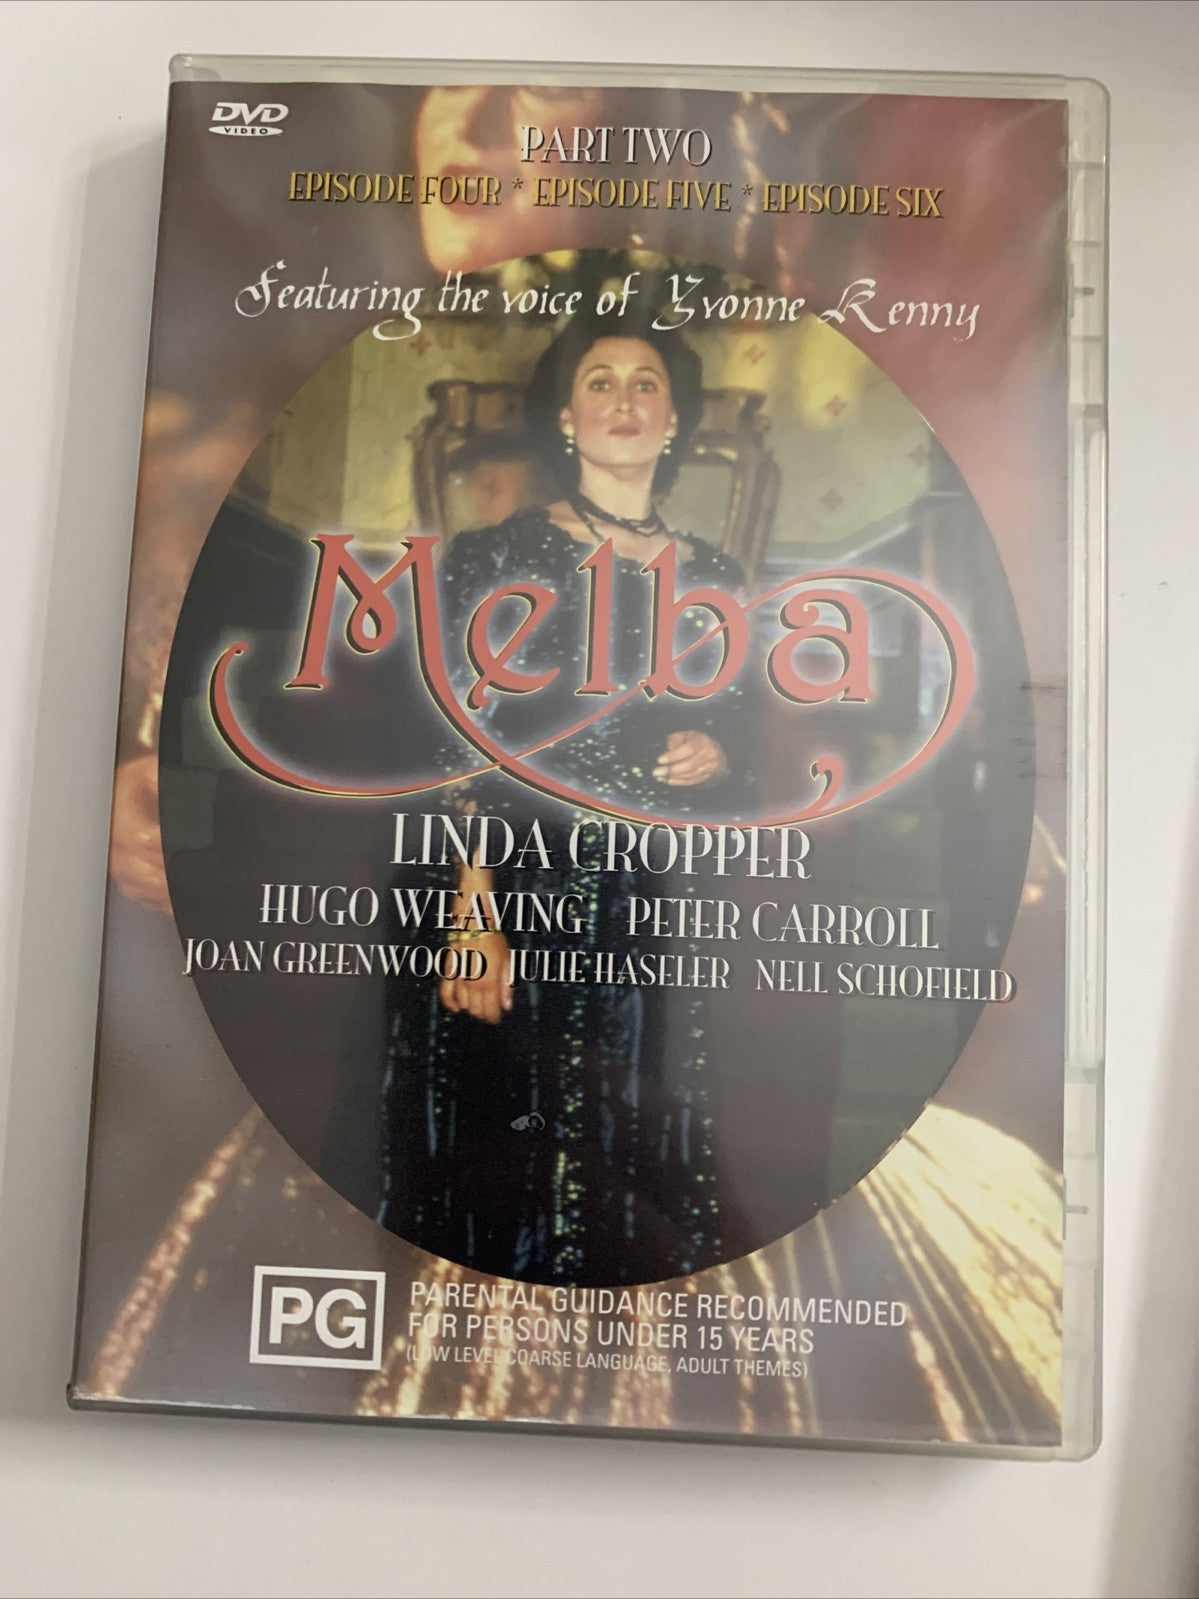 DVD
VIDEO
PART TWO
EPISODE FOUR * EPISODE FIVE * EPISODE SIX
Featuring the voice of Yvonne Kenny
Melba
LINDA CROPPER
HUGO WEAVING PETER CARROLL
JOAN GREENWOOD JULIE HASELER NELL SCHOFIELD
PG
PARENTAL GUIDANCE RECOMMENDED
FOR PERSONS UNDER 15 YEARS
(LOW LEVEL COARSE LANGUAGE, ADULT THEMES)